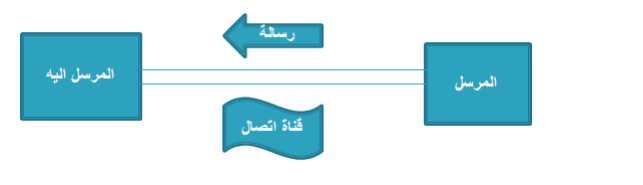 رسالة
المرسل
المرسل اليه
قناة اتصال